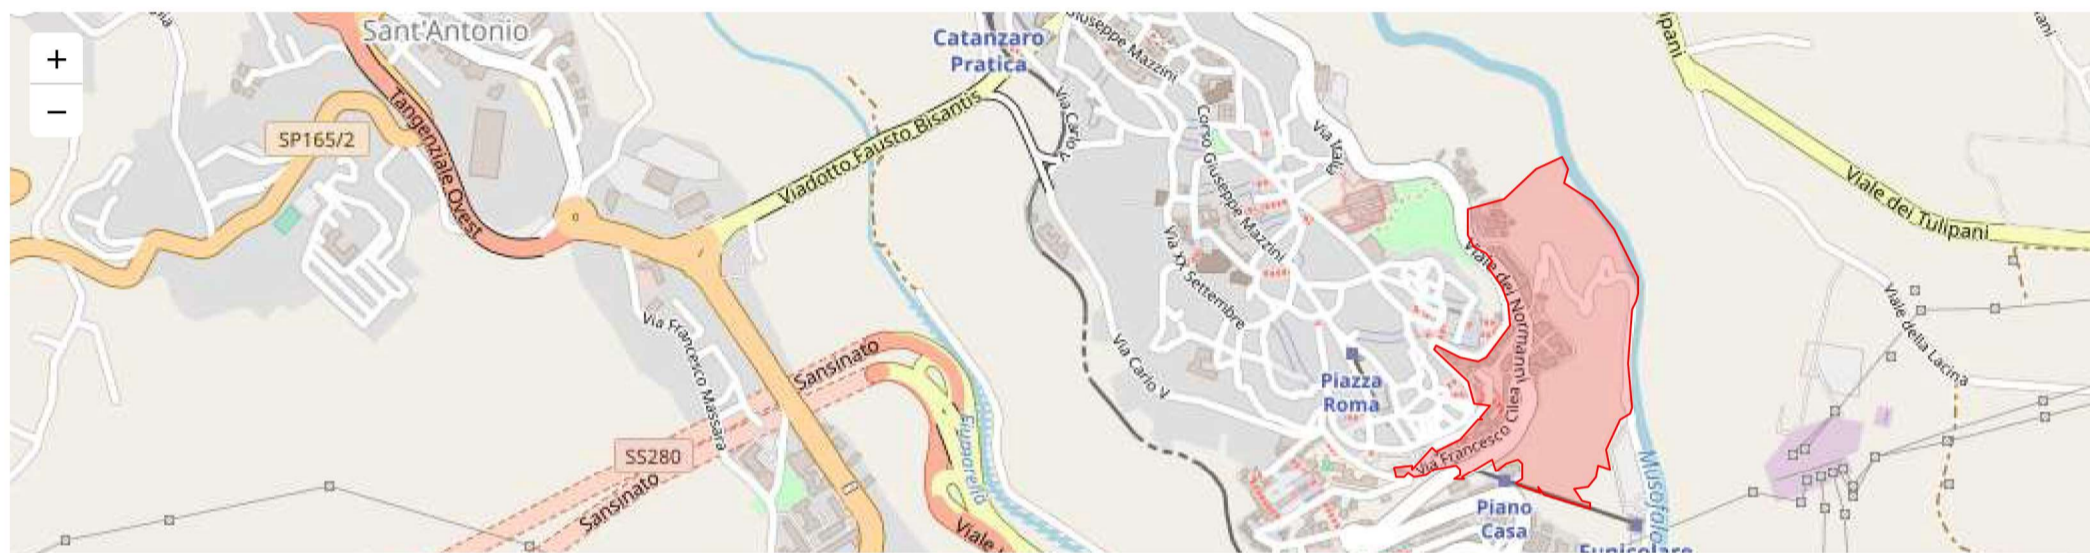 +
−
Sant'Antonio
SP165/2
Tangenziale Ovest
Catanzaro
Pratica
Viadotto Fausto Bisantis
Via Carlo V
Giuseppe Mazzini
Corso Giuseppe Mazzini
Via Italia
Via XX Settembre
Viale dei Normanni
Viale dei Tulipani
Viale della Lacina
Via Francesco Massara
Sansinato
SS280
Sansinato
Fiumarella
Viale
Via Carlo V
Piazza
Roma
Via Francesco Cilea
Piano
Casa
Musofalo
Funicolare